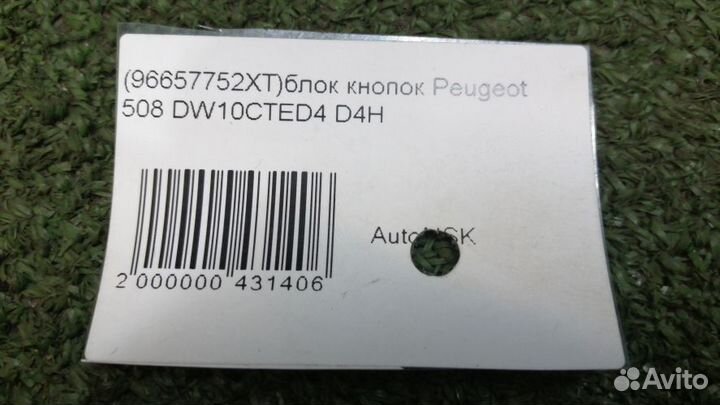 (96657752XT)блок кнопок Peugeot
508 DW10CTED4 D4H
2 000000 431406
Avito